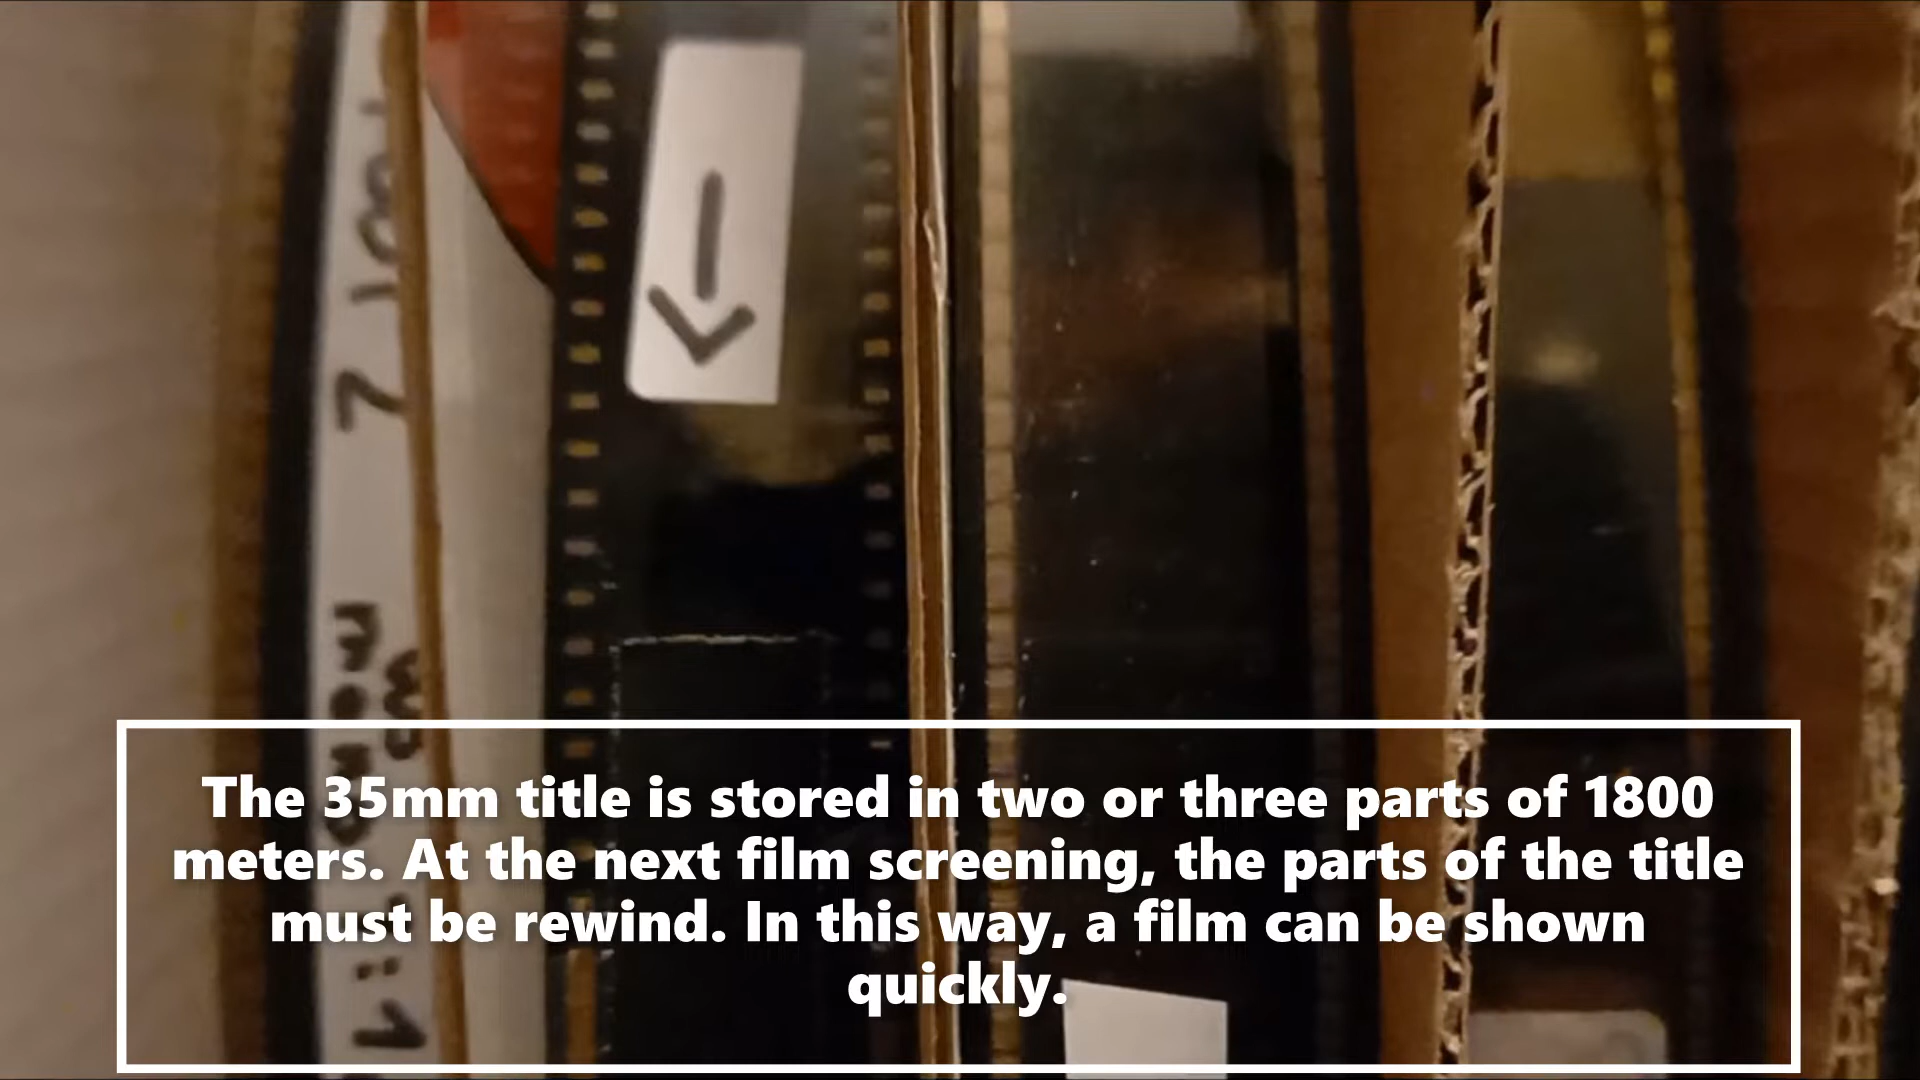 The 35mm title is stored in two or three parts of 1800
meters. At the next film screening, the parts of the title
must be rewind. In this way, a film can be shown
quickly.